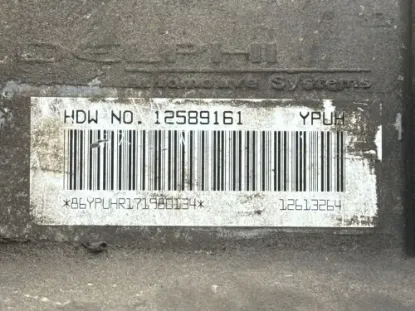 DELPHI
Automotive Systems
HDW NO. 12589161 YPUH
*86YPUHR171980134* 12613264